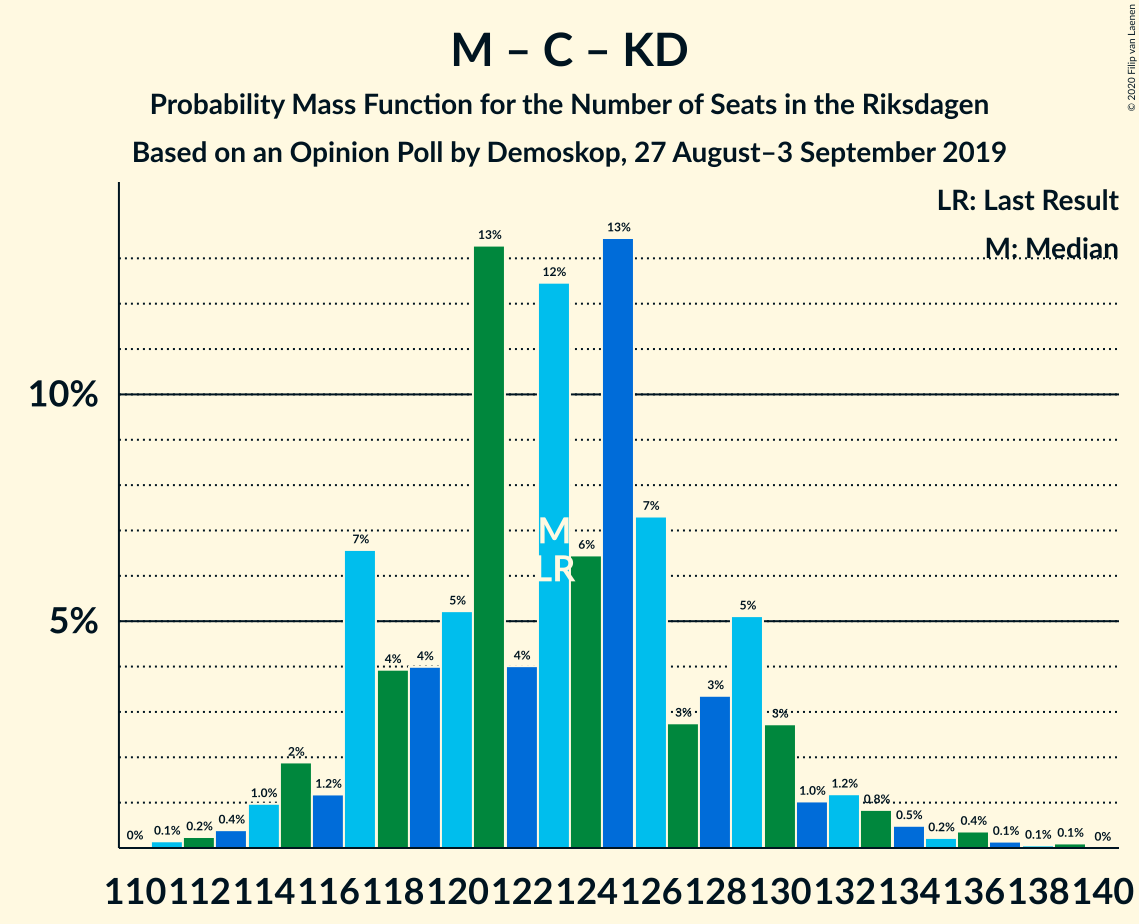 © 2020 Filip van Laenen
M – C – KD
Probability Mass Function for the Number of Seats in the Riksdagen
Based on an Opinion Poll by Demoskop, 27 August–3 September 2019
LR: Last Result
M: Median
10%
5%
0% 0.1% 0.2% 0.4% 1.0% 2% 1.2% 7% 4% 4% 5% 13% 4% 12% 6% 13% 7% 3% 3% 5% 3% 1.0% 1.2% 0.8% 0.5% 0.2% 0.4% 0.1% 0.1% 0.1% 0%
M
LR
110 112 114 116 118 120 122 124 126 128 130 132 134 136 138 140